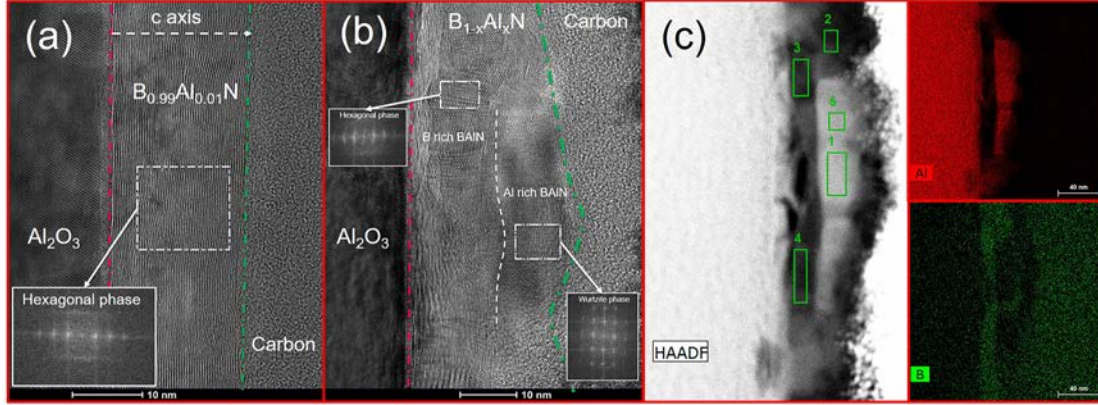 (a)
c axis
B₀.₉₉Al₀.₀₁N
Al₂O₃
Hexagonal phase
Carbon
10 nm
(b)
B₁₋ₓAlₓN
Carbon
Hexagonal phase
B rich BAlN
Al rich BAlN
Al₂O₃
Wurtzite phase
10 nm
(c)
2
3
5
1
4
HAADF
Al
40 nm
B
40 nm